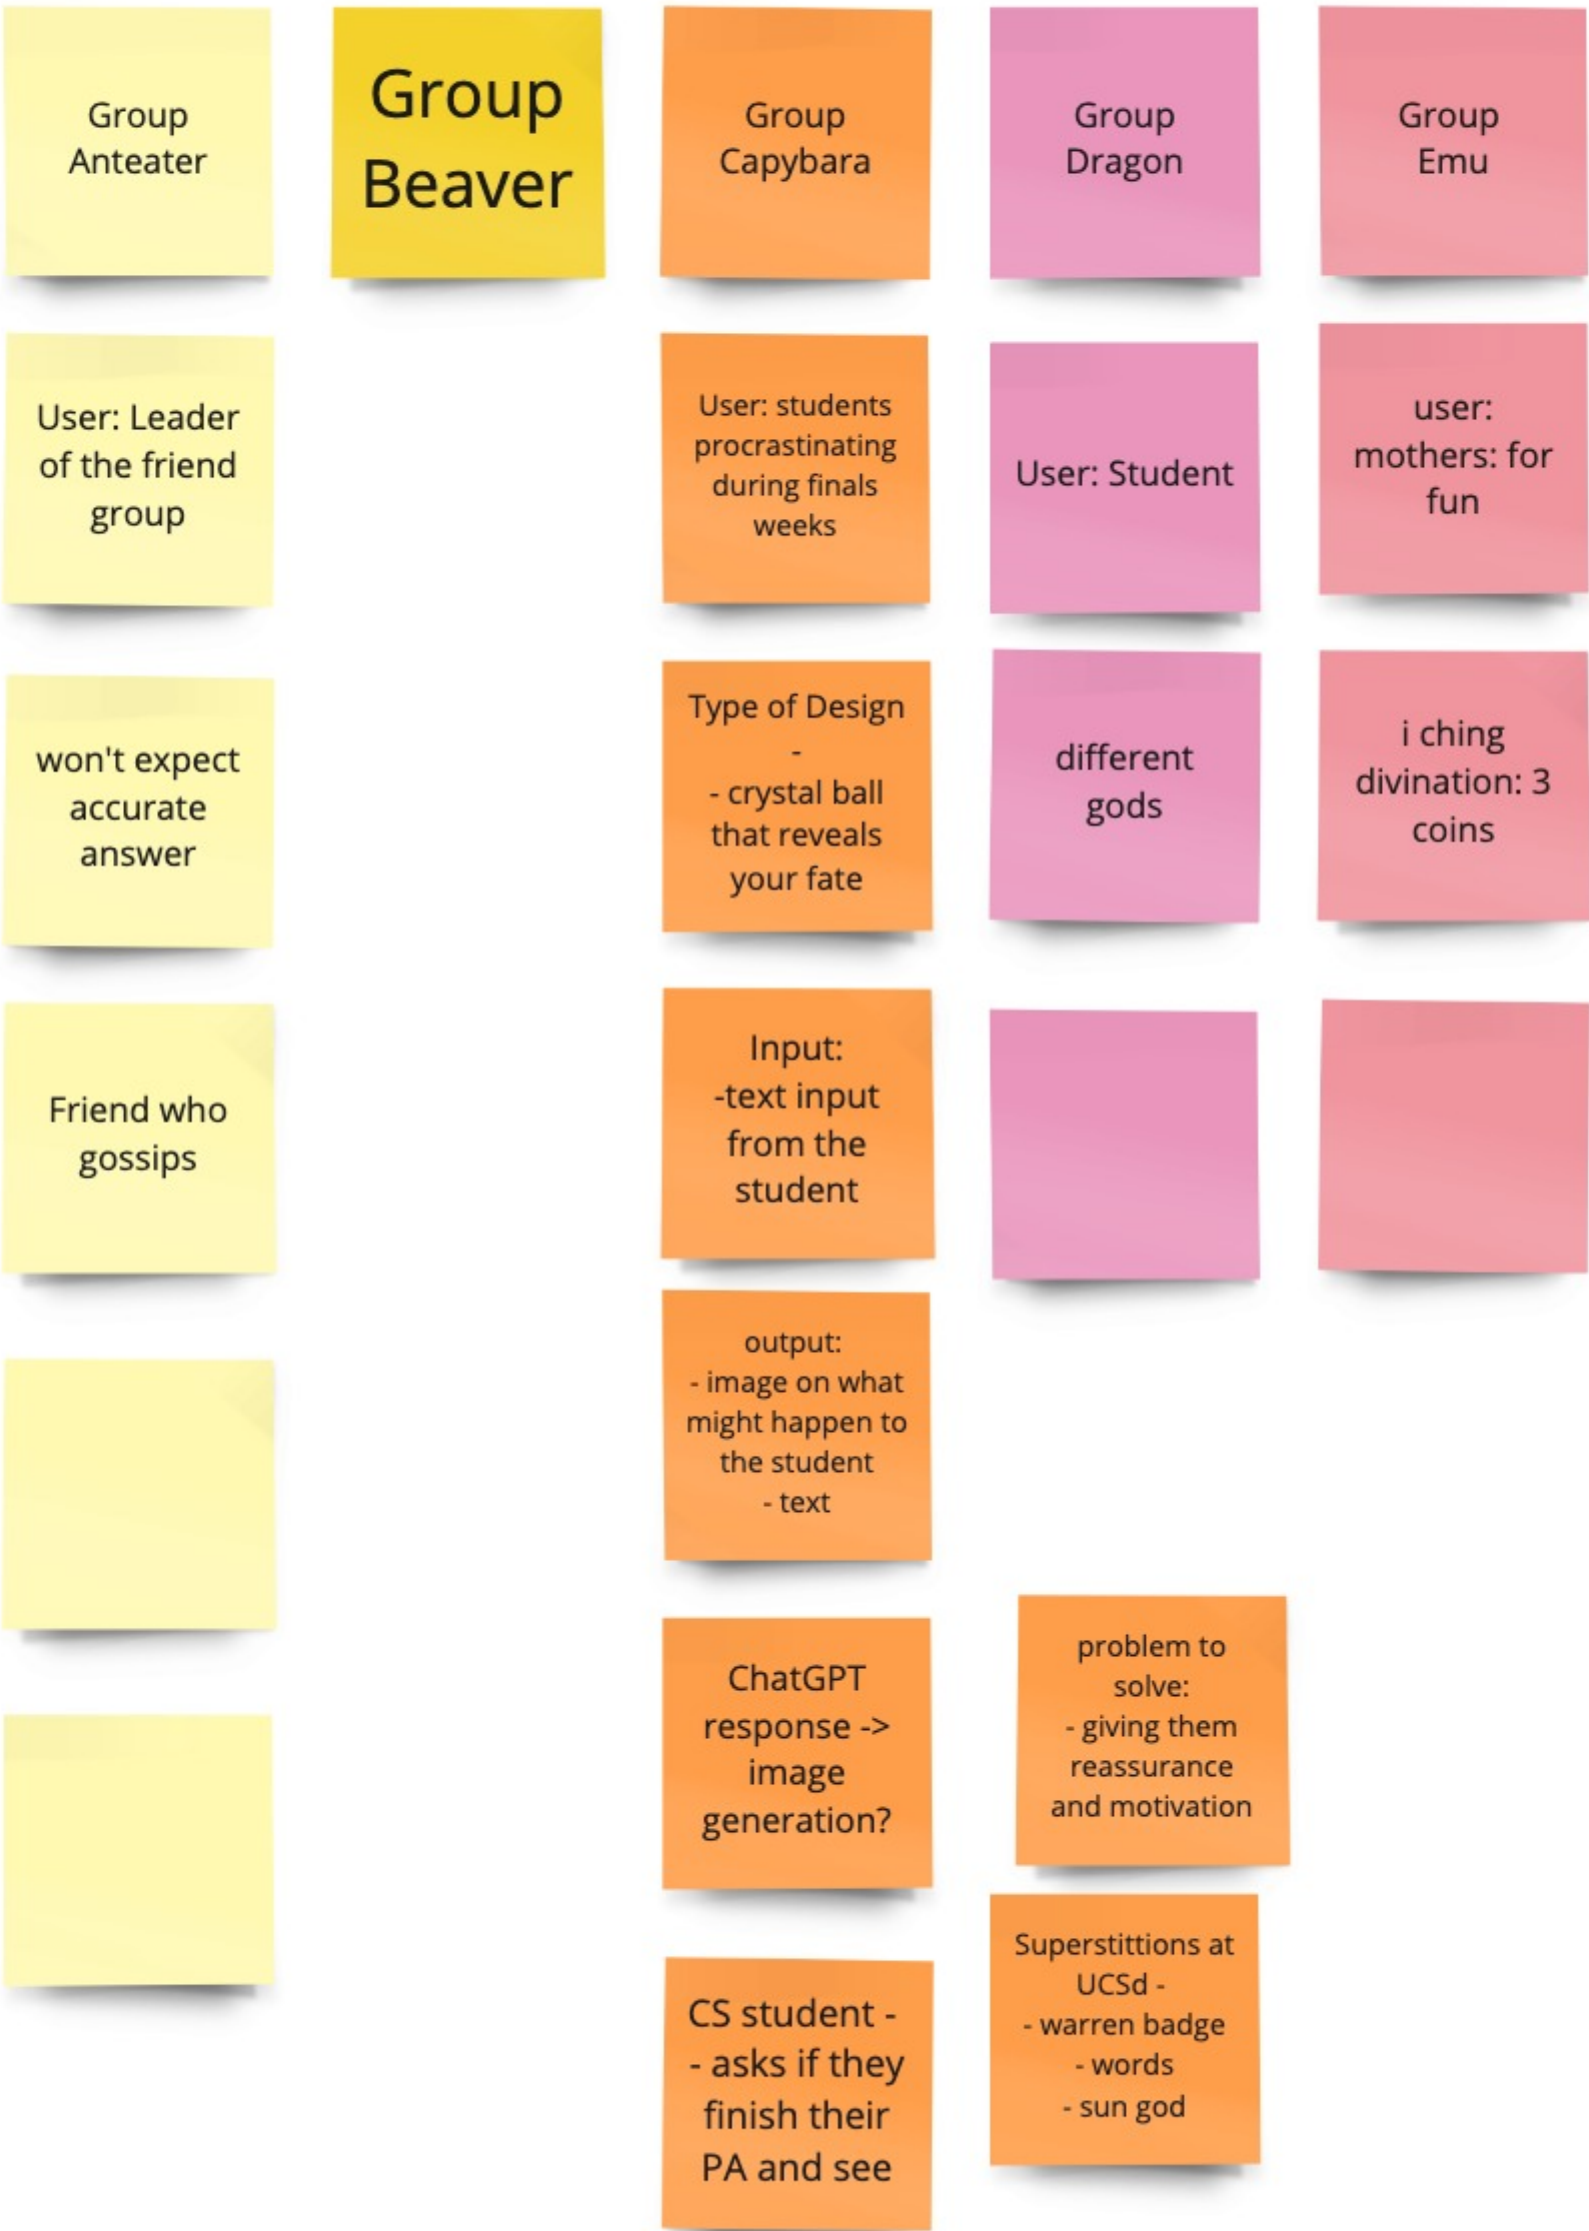 Group
Anteater
Group
Beaver
Group
Capybara
Group
Dragon
Group
Emu
User: Leader
of the friend
group
User: students
procrastinating
during finals
weeks
User: Student
user:
mothers: for
fun
won't expect
accurate
answer
Type of Design
-
- crystal ball
that reveals
your fate
different
gods
i ching
divination: 3
coins
Friend who
gossips
Input:
-text input
from the
student
output:
- image on what
might happen to
the student
- text
ChatGPT
response ->
image
generation?
problem to
solve:
- giving them
reassurance
and motivation
CS student -
- asks if they
finish their
PA and see
Superstittions at
UCSd -
- warren badge
- words
- sun god